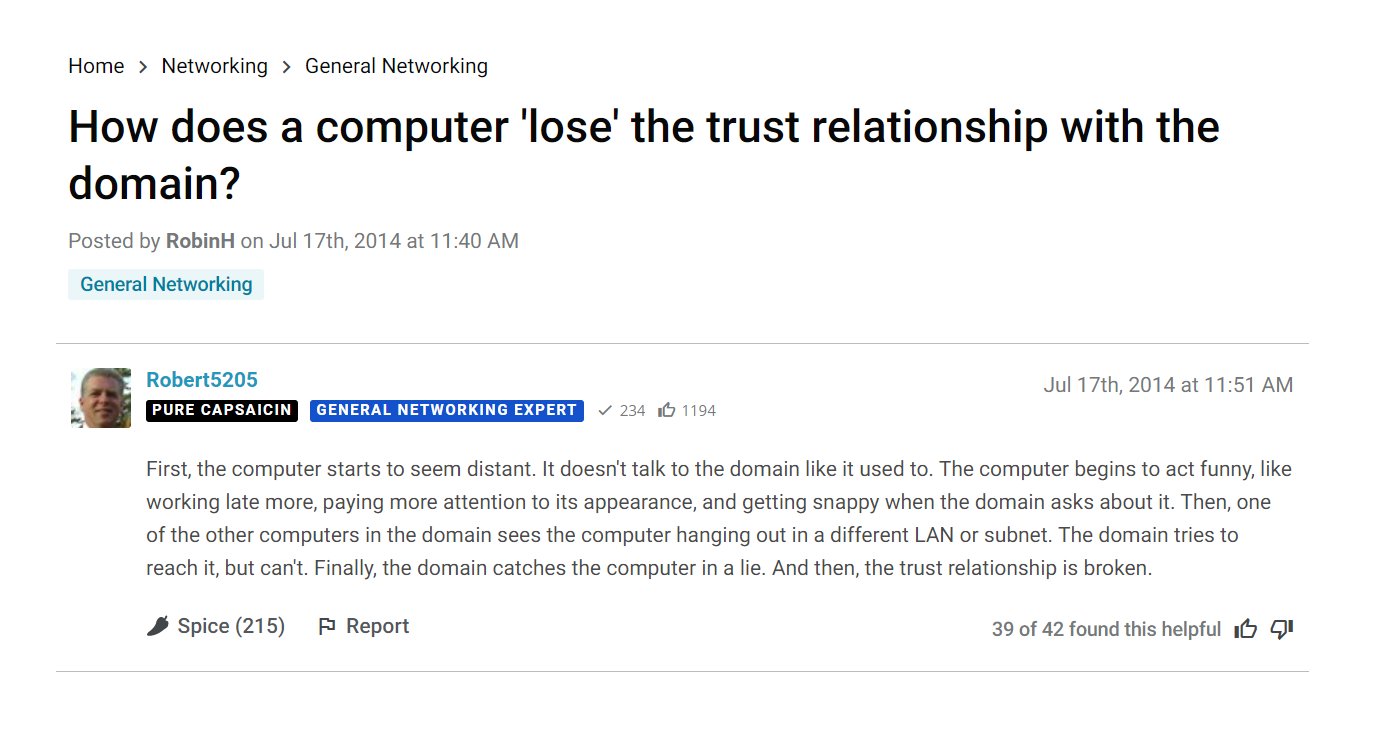 Home > Networking > General Networking
How does a computer 'lose' the trust relationship with the
domain?
Posted by RobinH on Jul 17th, 2014 at 11:40 AM
General Networking
Robert5205
Jul 17th, 2014 at 11:51 AM
PURE CAPSAICIN GENERAL NETWORKING EXPERT 234 1194
First, the computer starts to seem distant. It doesn't talk to the domain like it used to. The computer begins to act funny, like
working late more, paying more attention to its appearance, and getting snappy when the domain asks about it. Then, one
of the other computers in the domain sees the computer hanging out in a different LAN or subnet. The domain tries to
reach it, but can't. Finally, the domain catches the computer in a lie. And then, the trust relationship is broken.
Spice (215) Report
39 of 42 found this helpful